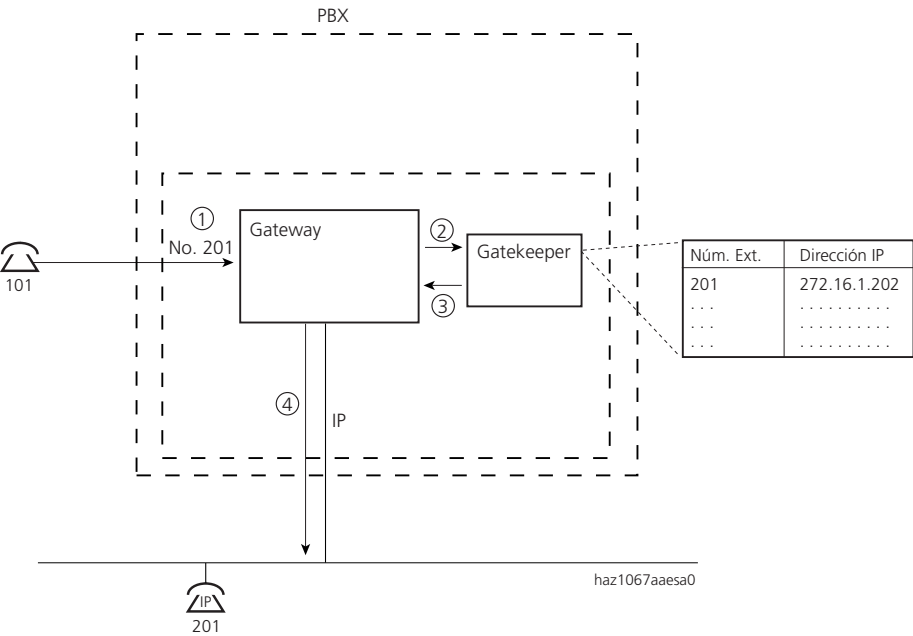 PBX
①
No. 201
Gateway
②
③
Gatekeeper
Núm. Ext. Dirección IP
201 272.16.1.202
. . . . . . . . . . . . .
. . . . . . . . . . . . .
. . . . . . . . . . . . .
101
④
IP
haz1067aaesa0
IP
201